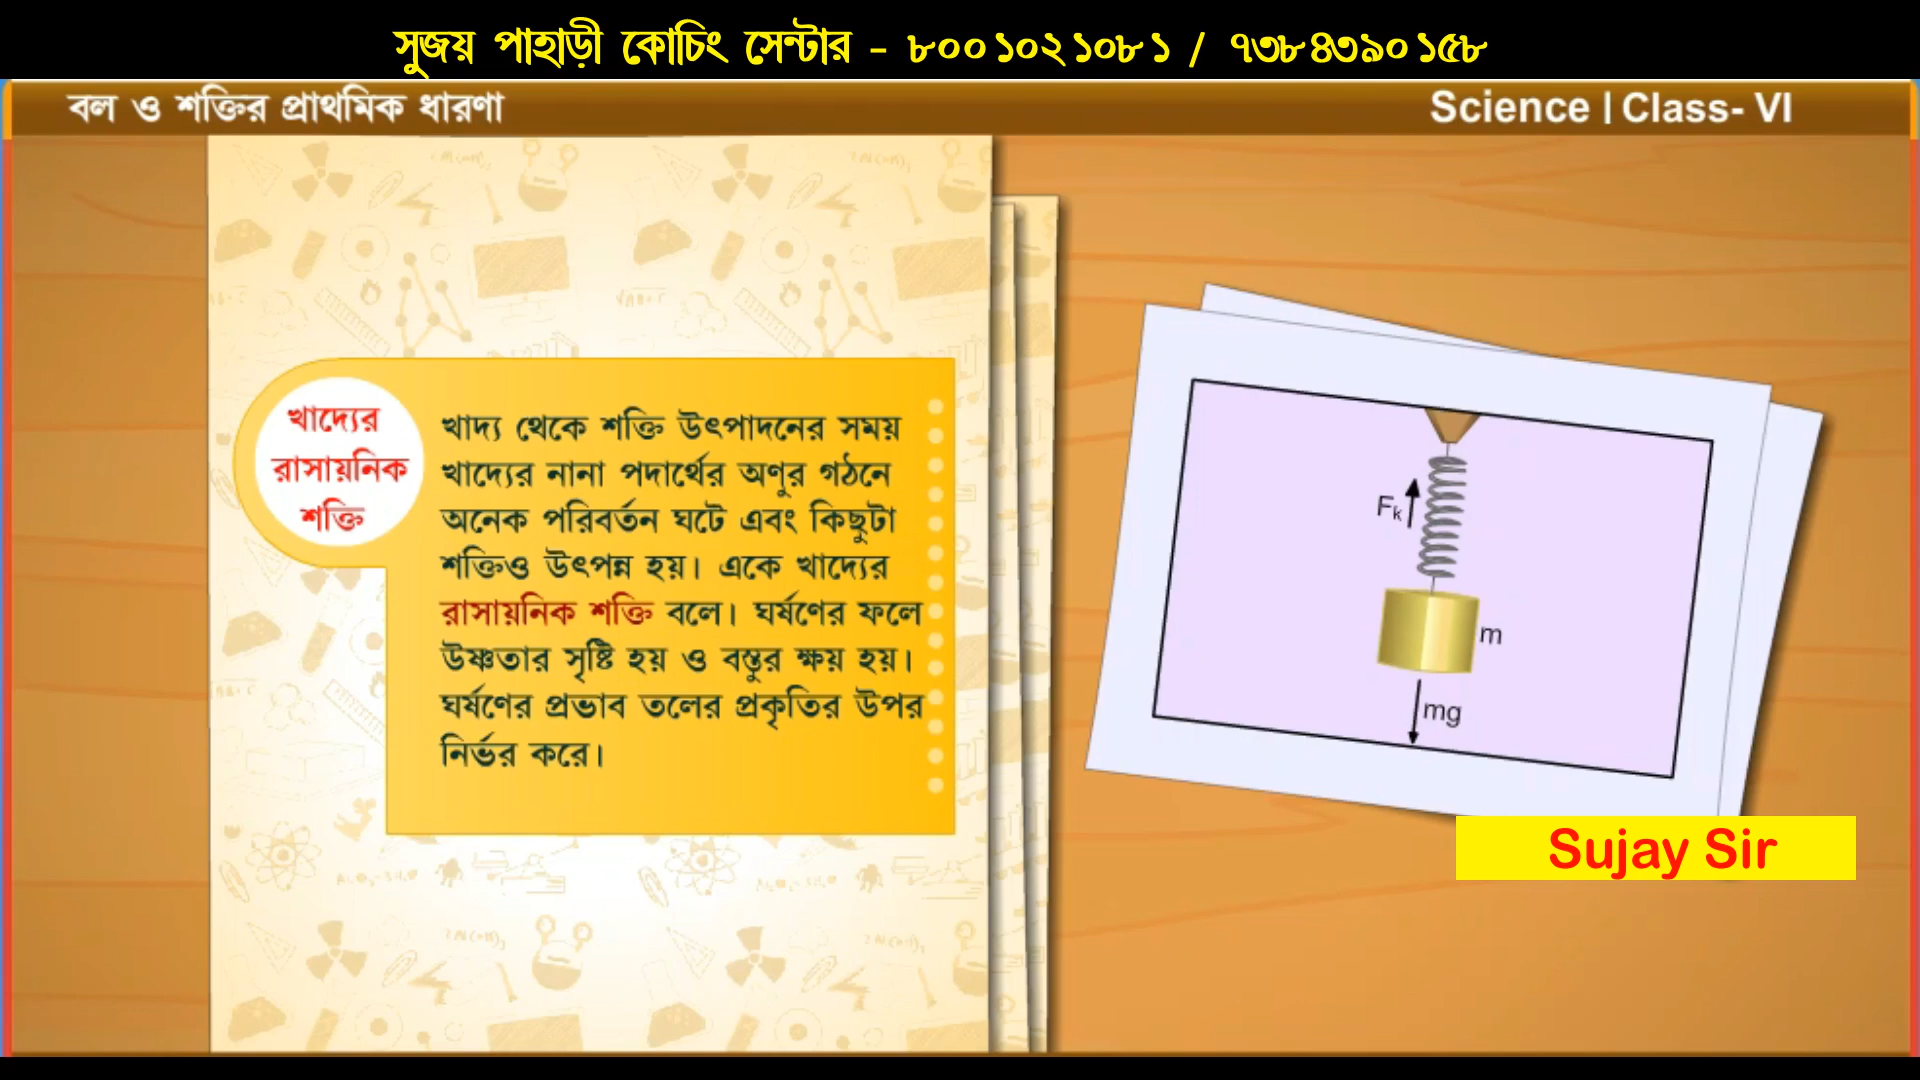 সুজয় পাহাড়ী কোচিং সেন্টার - ৮০০১০২১০৮১ / ৭৩৮৪৩৯০১৫৮
বল ও শক্তির প্রাথমিক ধারণা
Science | Class- VI
খাদ্যের
রাসায়নিক
শক্তি
খাদ্য থেকে শক্তি উৎপাদনের সময়
খাদ্যের নানা পদার্থের অণুর গঠনে
অনেক পরিবর্তন ঘটে এবং কিছুটা
শক্তিও উৎপন্ন হয়। একে খাদ্যের
রাসায়নিক শক্তি বলে। ঘর্ষণের ফলে
উষ্ণতার সৃষ্টি হয় ও বস্তুর ক্ষয় হয়।
ঘর্ষণের প্রভাব তলের প্রকৃতির উপর
নির্ভর করে।
Fk
m
mg
Sujay Sir